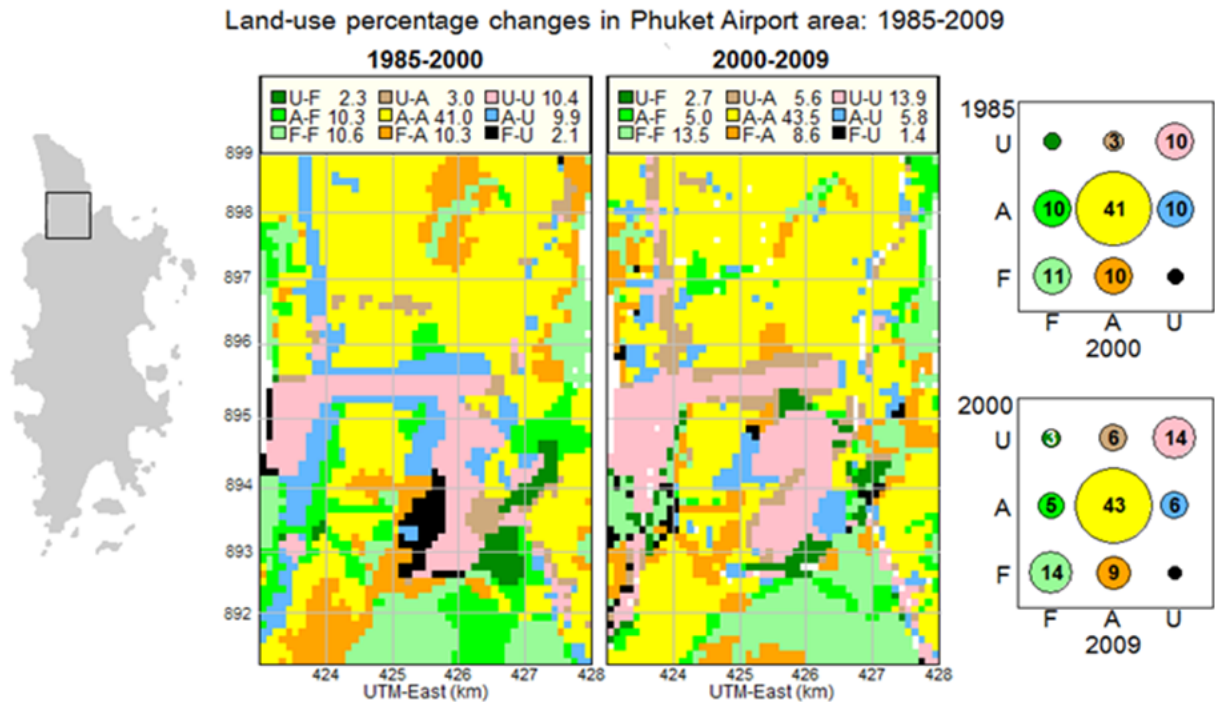 Land-use percentage changes in Phuket Airport area: 1985-2009
1985-2000
U-F 2.3 U-A 3.0 U-U 10.4
A-F 10.3 A-A 41.0 A-U 9.9
F-F 10.6 F-A 10.3 F-U 2.1
899
898
897
896
895
894
893
892
424 425 426 427 428
UTM-East (km)
2000-2009
U-F 2.7 U-A 5.6 U-U 13.9
A-F 5.0 A-A 43.5 A-U 5.8
F-F 13.5 F-A 8.6 F-U 1.4
424 425 426 427 428
UTM-East (km)
1985
U 3 10
A 10 41 10
F 11 10
F A U
2000
2000
U 3 6 14
A 5 43 6
F 14 9
F A U
2009